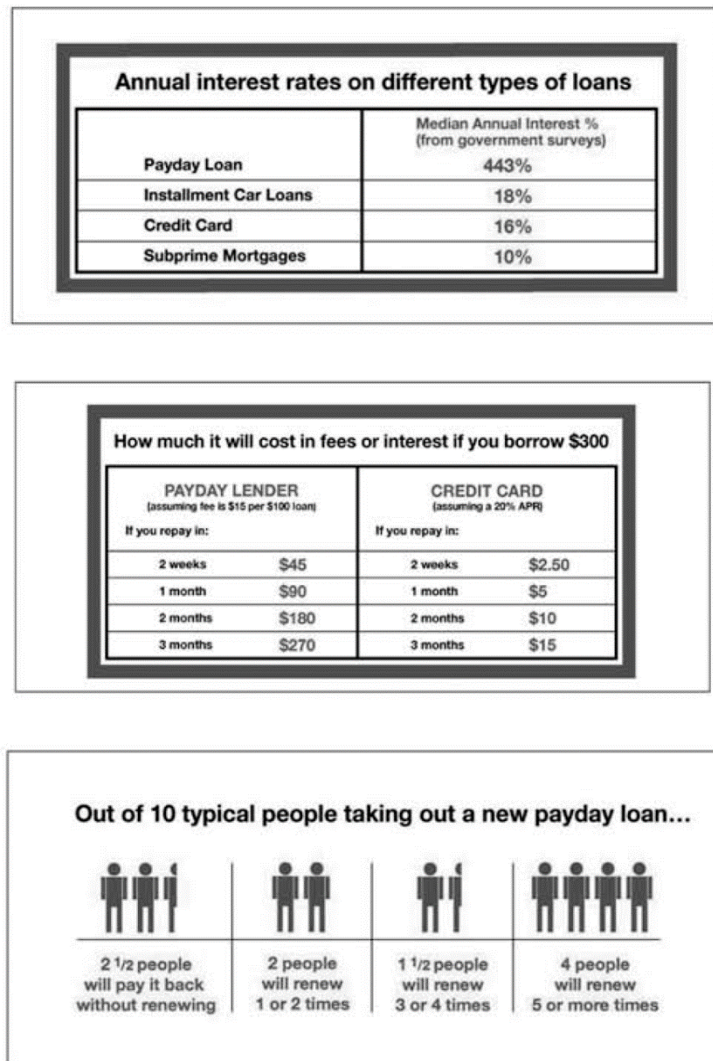 Annual interest rates on different types of loans
Median Annual Interest %
(from government surveys)
Payday Loan 443%
Installment Car Loans 18%
Credit Card 16%
Subprime Mortgages 10%
How much it will cost in fees or interest if you borrow $300
PAYDAY LENDER
(assuming fee is $15 per $100 loan)
If you repay in:
2 weeks $45
1 month $90
2 months $180
3 months $270
CREDIT CARD
(assuming a 20% APR)
If you repay in:
2 weeks $2.50
1 month $5
2 months $10
3 months $15
Out of 10 typical people taking out a new payday loan...
2 1/2 people
will pay it back
without renewing
2 people
will renew
1 or 2 times
1 1/2 people
will renew
3 or 4 times
4 people
will renew
5 or more times